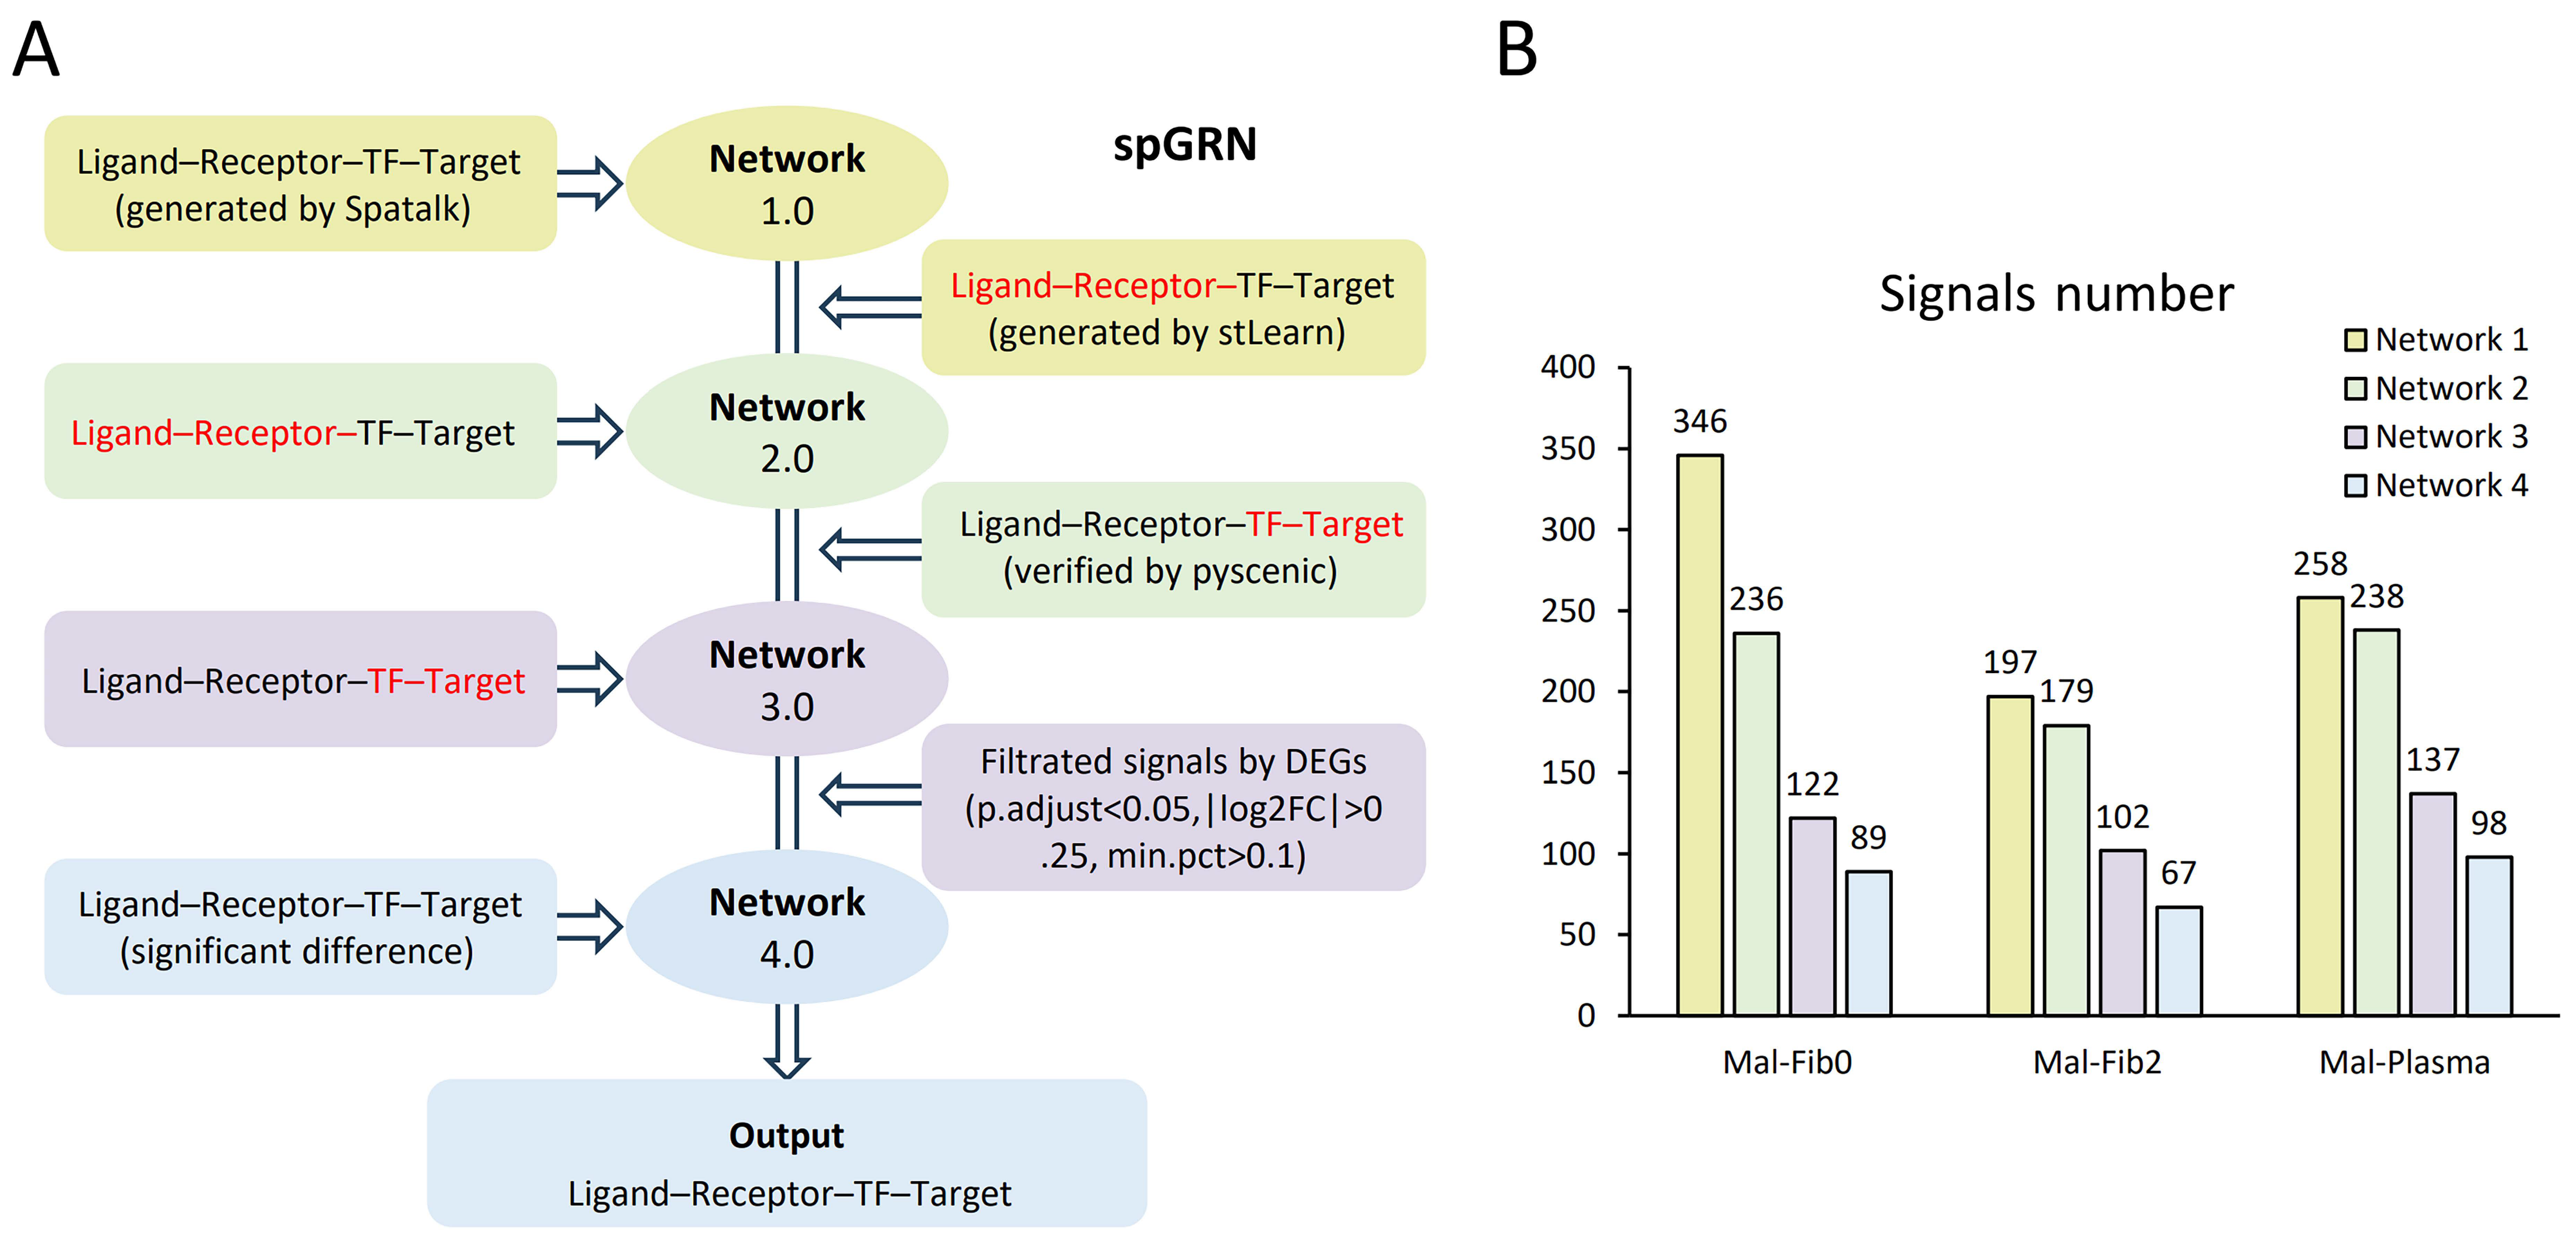 A
Ligand–Receptor–TF–Target
(generated by Spatalk)
Network
1.0
spGRN
Ligand–Receptor–TF–Target
(generated by stLearn)
Ligand–Receptor–TF–Target
Network
2.0
Ligand–Receptor–TF–Target
(verified by pyscenic)
Ligand–Receptor–TF–Target
Network
3.0
Filtrated signals by DEGs
(p.adjust<0.05,|log2FC|>0
.25, min.pct>0.1)
Ligand–Receptor–TF–Target
(significant difference)
Network
4.0
Output
Ligand–Receptor–TF–Target
B
Signals number
Network 1
Network 2
Network 3
Network 4
400
350
300
250
200
150
100
50
0
346
236
122
89
197
179
102
67
258
238
137
98
Mal-Fib0
Mal-Fib2
Mal-Plasma